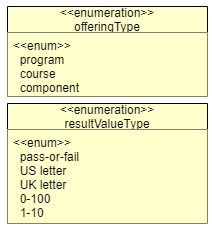 <<enumeration>>
offeringType
<<enum>>
program
course
component
<<enumeration>>
resultValueType
<<enum>>
pass-or-fail
US letter
UK letter
0-100
1-10